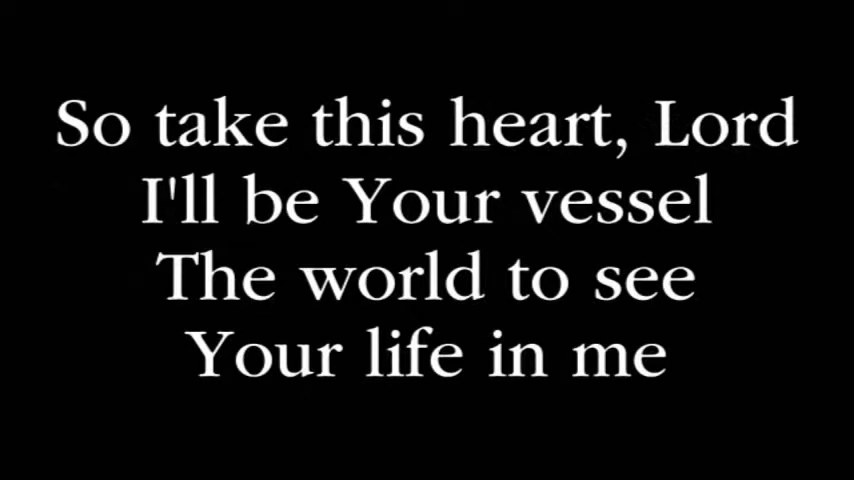 So take this heart, Lord
I'll be Your vessel
The world to see
Your life in me